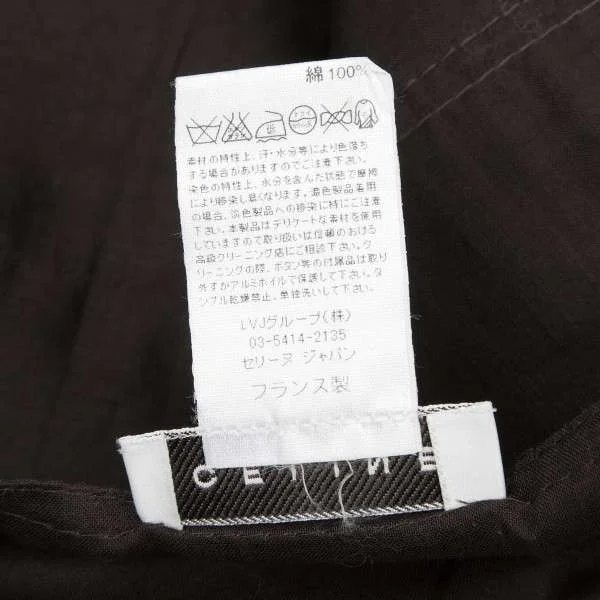 綿 100%
素材の特性上、汗・水分等により色落ち
する場合がありますのでご注意下さい。
染色の特性上、水分を含んだ状態で摩擦
により移染し易くなります。濃色製品着用
の場合、淡色製品への移染に特にご注意
下さい。本製品はデリケートな素材を使用
していますので取り扱いは信頼のおける
高級クリーニング店にご相談下さい。ク
リーニングの際、ボタン等の付属品は取り
外すかアルミホイルで保護して下さい。タ
ンブル乾燥禁止、単独洗いして下さい。
LVJグループ(株)
03-5414-2135
セリーヌ ジャパン
フランス製
CELINE